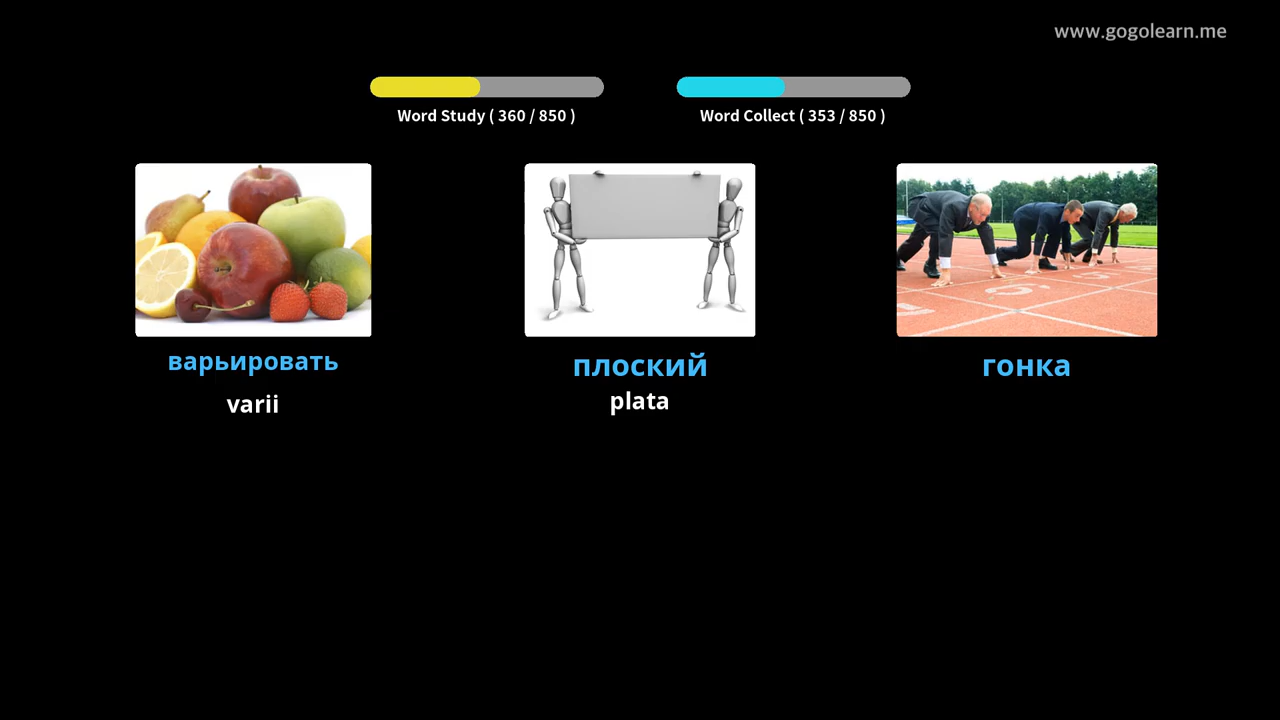 www.gogolearn.me
Word Study ( 360 / 850 )
Word Collect ( 353 / 850 )
варьировать
varii
плоский
plata
гонка